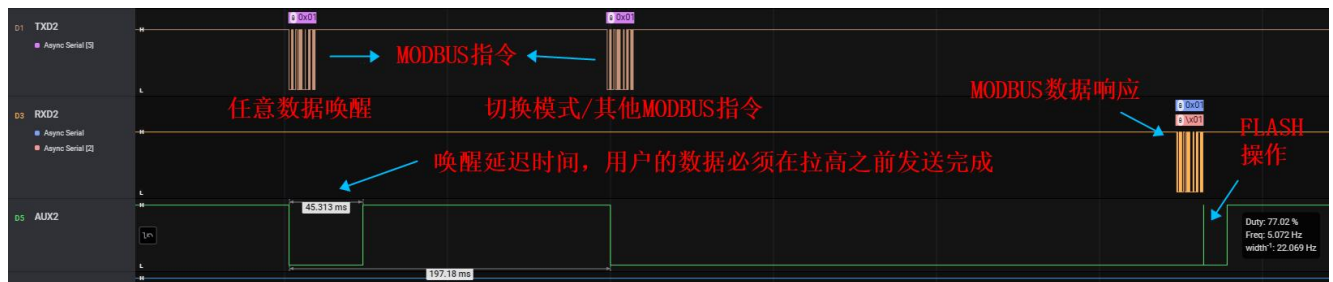 D1 TXD2
Async Serial [5]
H
L
0x01
0x01
MODBUS指令
任意数据唤醒
切换模式/其他MODBUS指令
MODBUS数据响应
D3 RXD2
Async Serial
Async Serial [2]
H
L
0x01
\x01
FLASH
操作
唤醒延迟时间，用户的数据必须在拉高之前发送完成
D5 AUX2
H
L
H
45.313 ms
197.18 ms
Duty: 77.02 %
Freq: 5.072 Hz
width⁻¹: 22.069 Hz